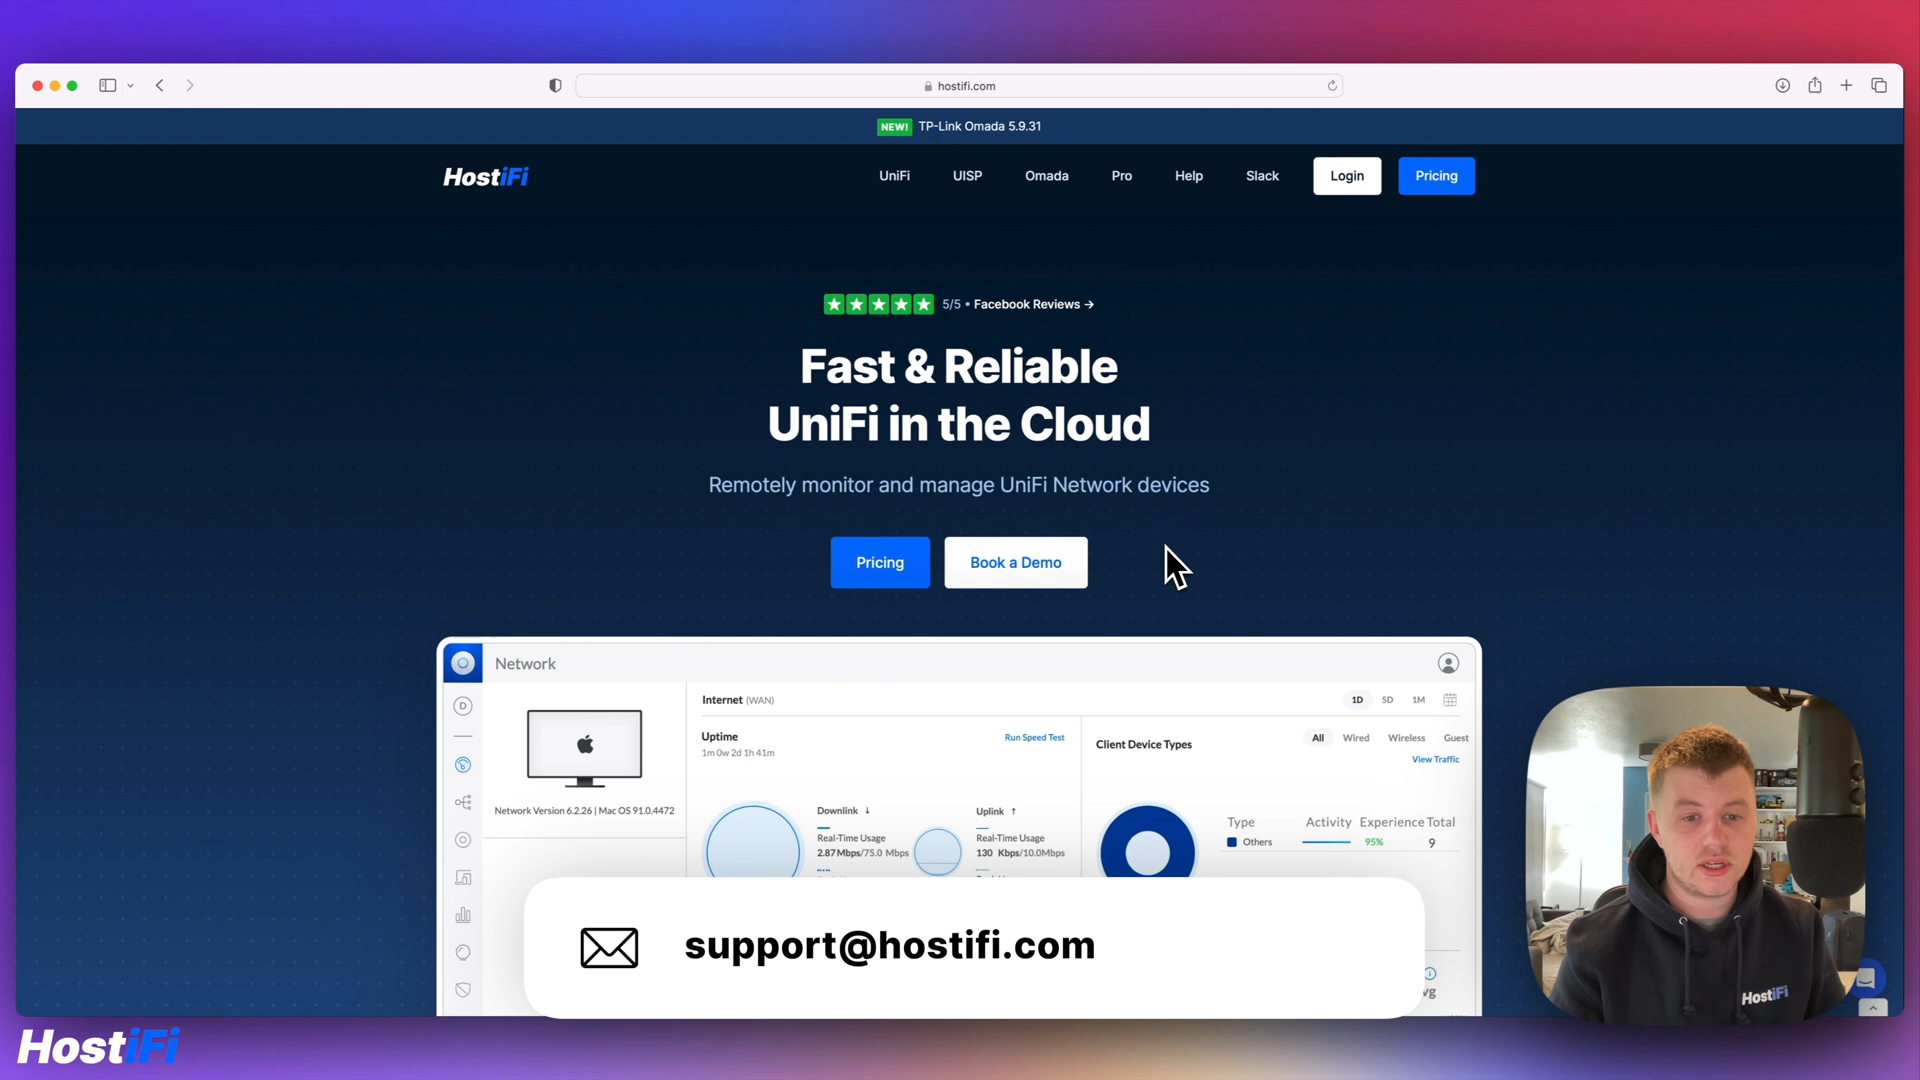 hostifi.com
NEW! TP-Link Omada 5.9.31
HostiFi
UniFi UISP Omada Pro Help Slack Login Pricing
5/5 • Facebook Reviews →
Fast & Reliable
UniFi in the Cloud
Remotely monitor and manage UniFi Network devices
Pricing Book a Demo
Network
D
Network Version 6.2.26 | Mac OS 91.0.4472
Internet (WAN)
1D 5D 1M
Uptime
Run Speed Test
1m 0w 2d 1h 41m
Downlink ↓
Real-Time Usage
2.87 Mbps/75.0 Mbps
Uplink ↑
Real-Time Usage
130 Kbps/10.0Mbps
Client Device Types
All Wired Wireless Guest
View Traffic
Type Activity Experience Total
Others 95% 9
vg
support@hostifi.com
HostiFi
HostiFi